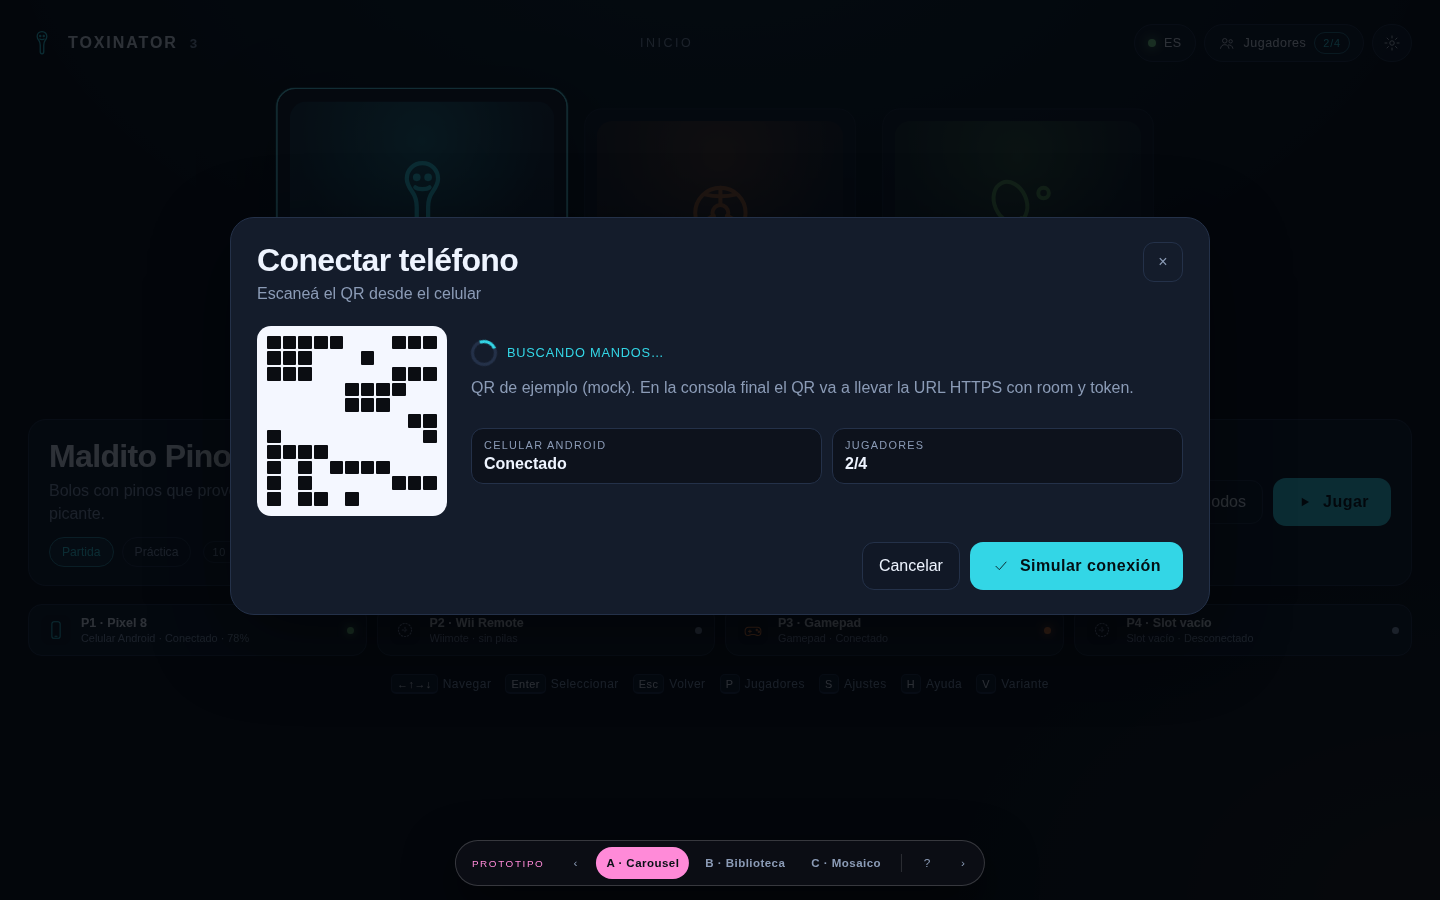 TOXINATOR 3
INICIO
ES
Jugadores 2/4
Conectar teléfono
×
Escaneá el QR desde el celular
BUSCANDO MANDOS…
QR de ejemplo (mock). En la consola final el QR va a llevar la URL HTTPS con room y token.
CELULAR ANDROID
Conectado
JUGADORES
2/4
Cancelar
Simular conexión
Maldito Pino
Bolos con pinos que prov
picante.
Partida Práctica 10
odos
Jugar
P1 · Pixel 8
Celular Android · Conectado · 78%
P2 · Wii Remote
Wiimote · sin pilas
P3 · Gamepad
Gamepad · Conectado
P4 · Slot vacío
Slot vacío · Desconectado
←↑→↓ Navegar Enter Seleccionar Esc Volver P Jugadores S Ajustes H Ayuda V Variante
PROTOTIPO ‹ A · Carousel B · Biblioteca C · Mosaico ? ›